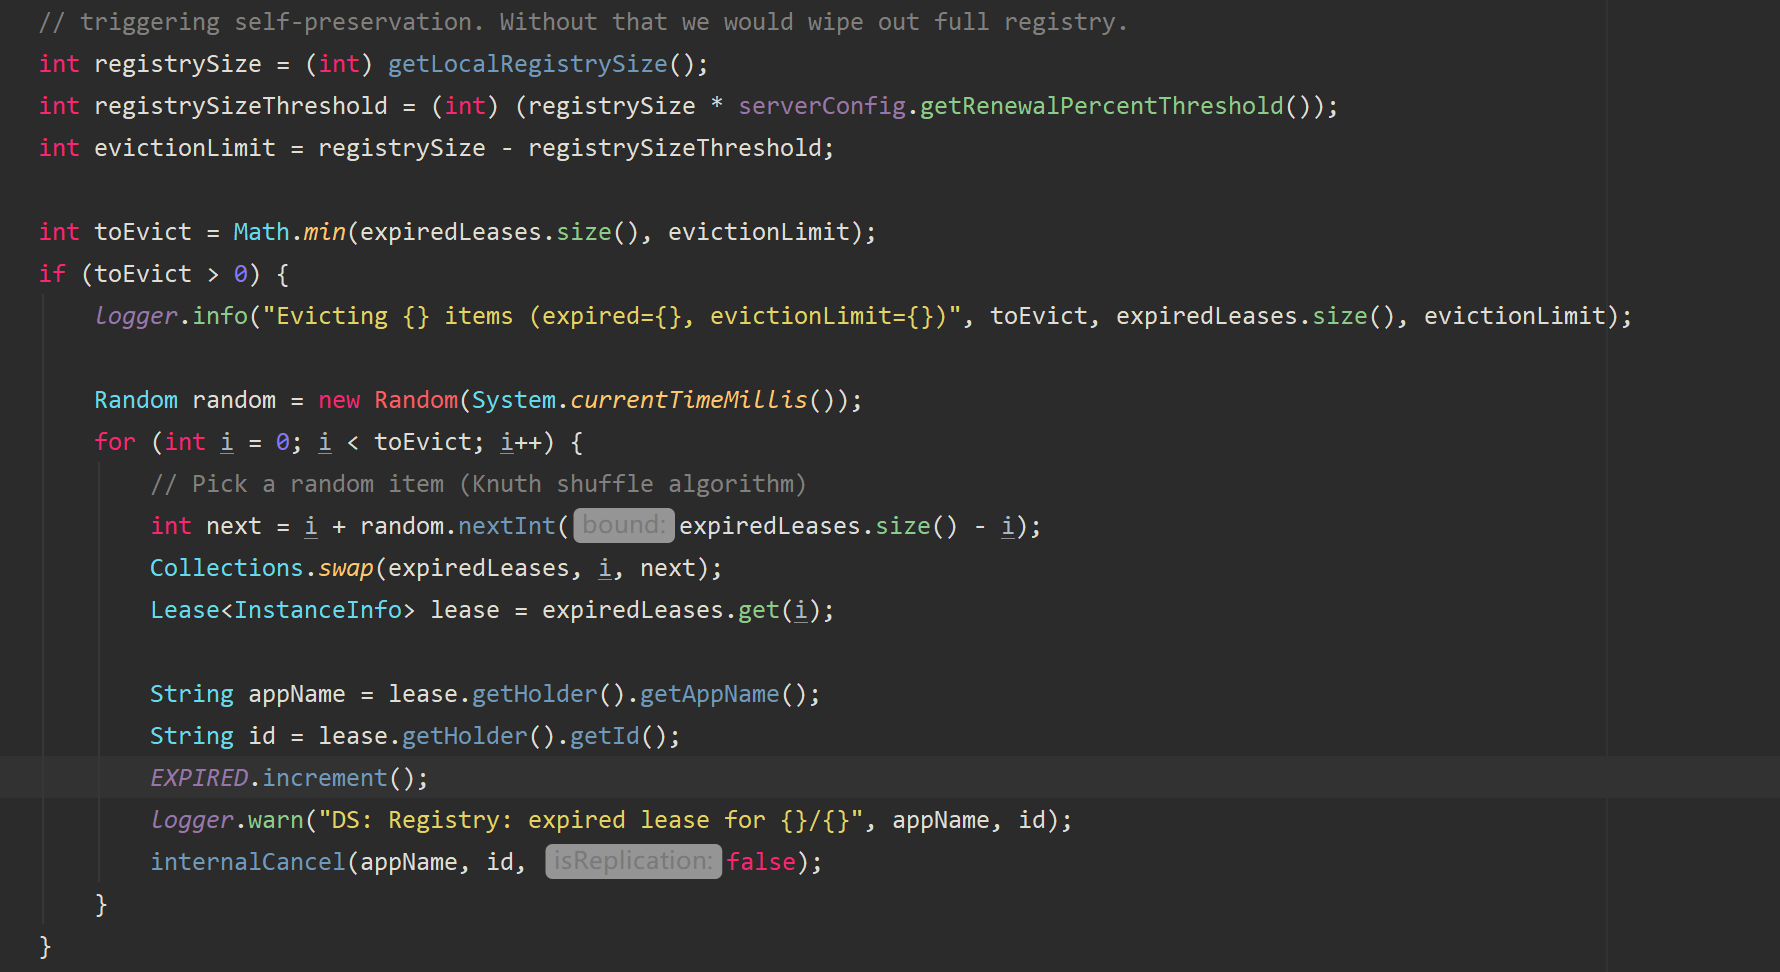 // triggering self-preservation. Without that we would wipe out full registry.
int registrySize = (int) getLocalRegistrySize();
int registrySizeThreshold = (int) (registrySize * serverConfig.getRenewalPercentThreshold());
int evictionLimit = registrySize - registrySizeThreshold;
int toEvict = Math.min(expiredLeases.size(), evictionLimit);
if (toEvict > 0) {
logger.info("Evicting {} items (expired={}, evictionLimit={})", toEvict, expiredLeases.size(), evictionLimit);
Random random = new Random(System.currentTimeMillis());
for (int i = 0; i < toEvict; i++) {
// Pick a random item (Knuth shuffle algorithm)
int next = i + random.nextInt( bound: expiredLeases.size() - i);
Collections.swap(expiredLeases, i, next);
Lease<InstanceInfo> lease = expiredLeases.get(i);
String appName = lease.getHolder().getAppName();
String id = lease.getHolder().getId();
EXPIRED.increment();
logger.warn("DS: Registry: expired lease for {}/{}", appName, id);
internalCancel(appName, id, isReplication: false);
}
}